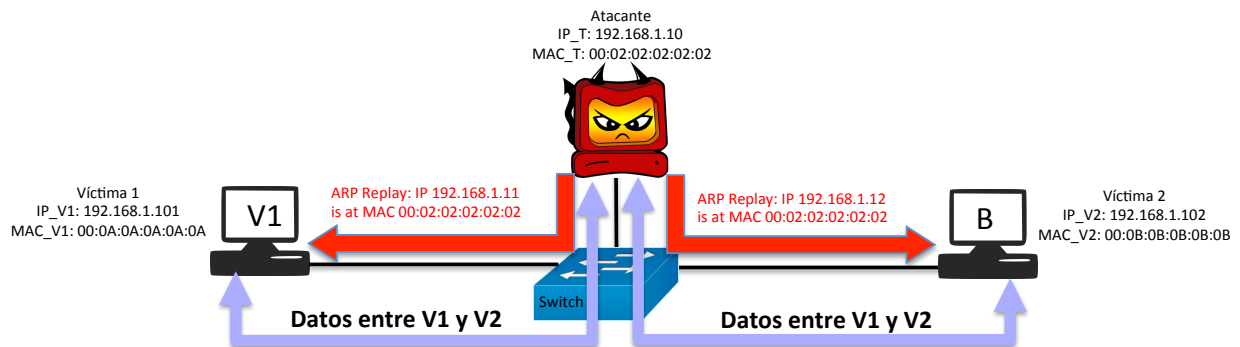 Atacante
IP_T: 192.168.1.10
MAC_T: 00:02:02:02:02:02
Víctima 1
IP_V1: 192.168.1.101
MAC_V1: 00:0A:0A:0A:0A:0A
V1
ARP Replay: IP 192.168.1.11
is at MAC 00:02:02:02:02:02
ARP Replay: IP 192.168.1.12
is at MAC 00:02:02:02:02:02
B
Víctima 2
IP_V2: 192.168.1.102
MAC_V2: 00:0B:0B:0B:0B:0B
Switch
Datos entre V1 y V2
Datos entre V1 y V2